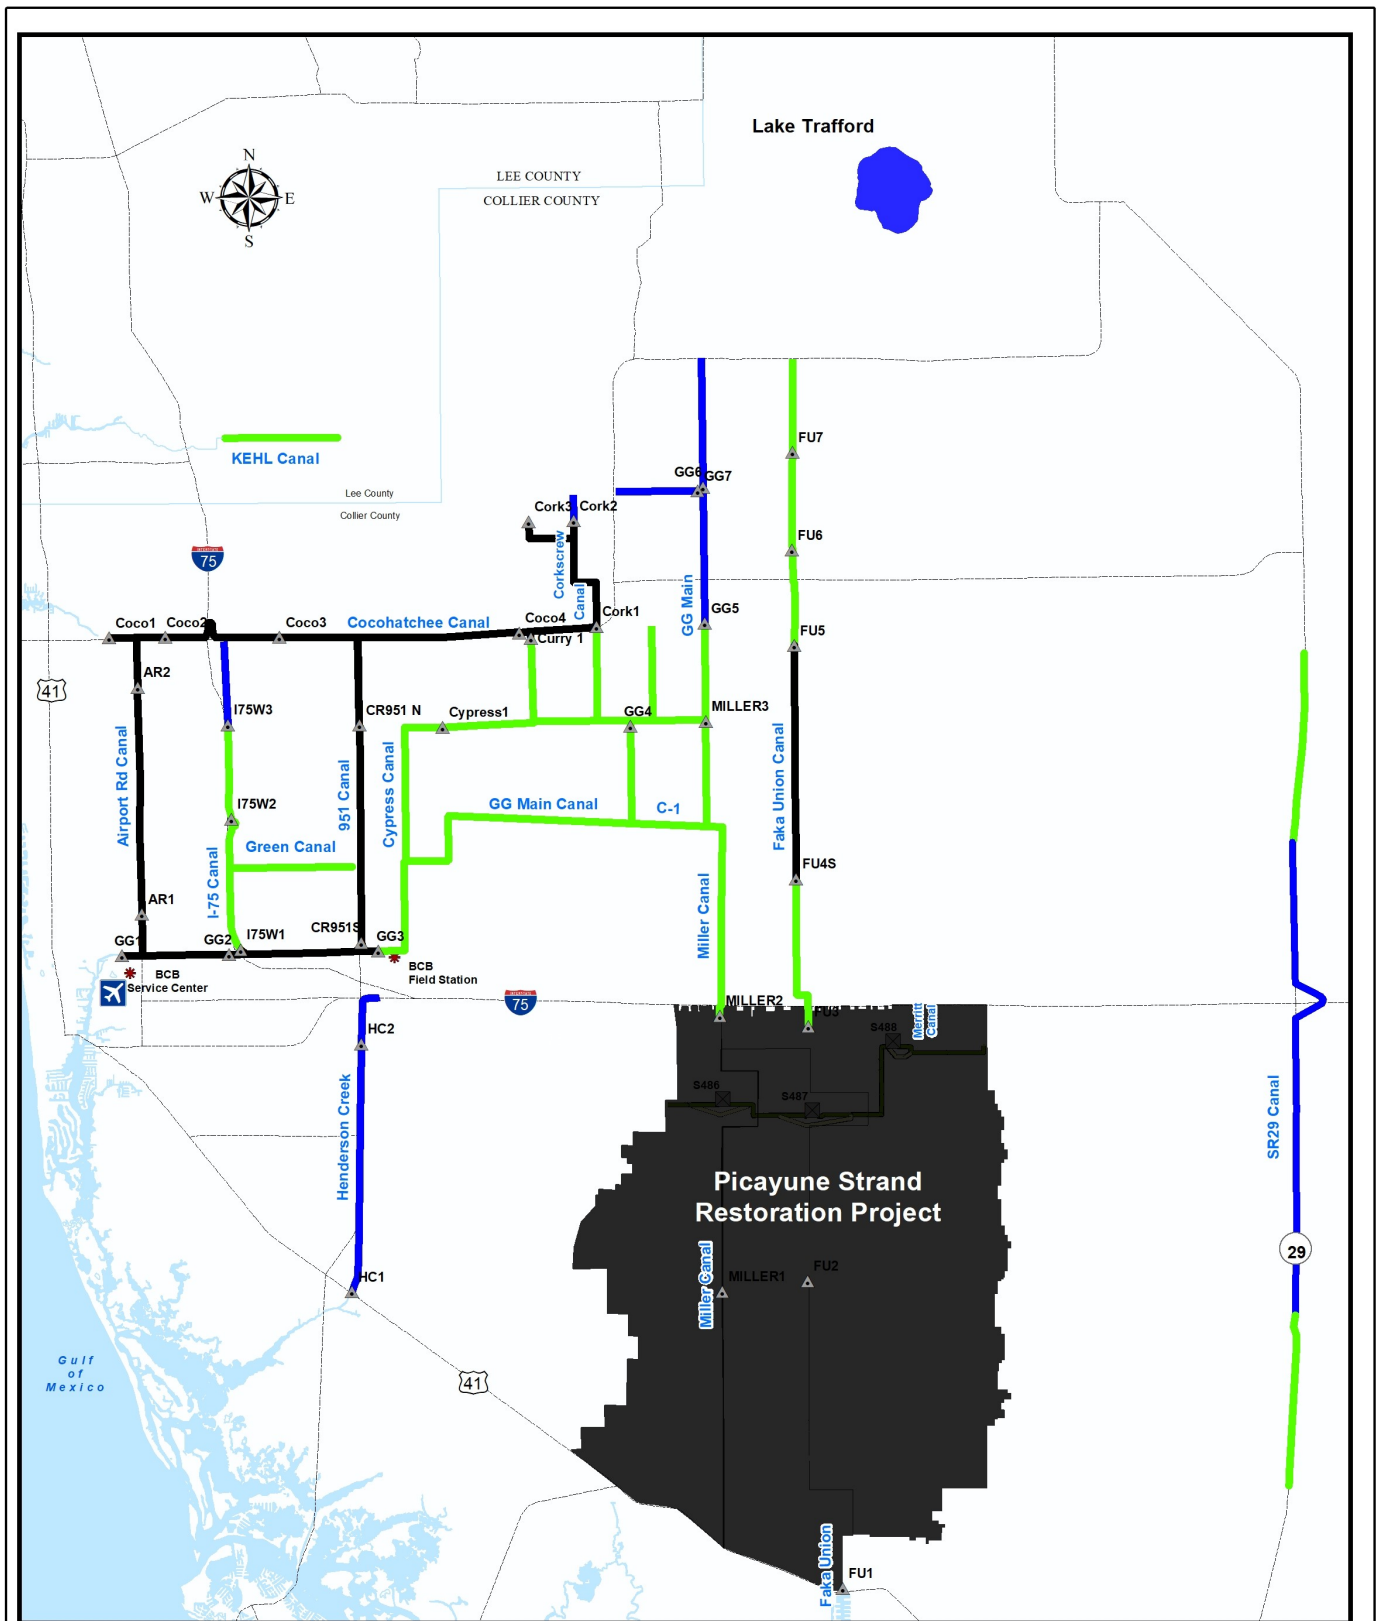 Lake Trafford
N
W
E
S
LEE COUNTY
COLLIER COUNTY
FU7
KEHL Canal
GG6
GG7
Lee County
Collier County
Cork3
Cork2
FU6
INTERSTATE
75
Corkscrew
Canal
GG Main
Coco1
Coco2
Coco3
Cocohatchee Canal
Coco4
Cork1
GG5
Curry 1
FU5
AR2
41
I75W3
CR951 N
Cypress1
GG4
MILLER3
Airport Rd Canal
951 Canal
Cypress Canal
Faka Union Canal
I75W2
GG Main Canal
C-1
Green Canal
I-75 Canal
FU4S
AR1
Miller Canal
CR951S
GG1
GG2
I75W1
GG3
BCB
Service Center
BCB
Field Station
INTERSTATE
75
MILLER2
FU3
Merritt
Canal
HC2
S488
S486
S487
Henderson Creek
SR29 Canal
Picayune Strand
Restoration Project
29
Miller Canal
MILLER1
FU2
HC1
Gulf
of
Mexico
41
Faka Union
FU1